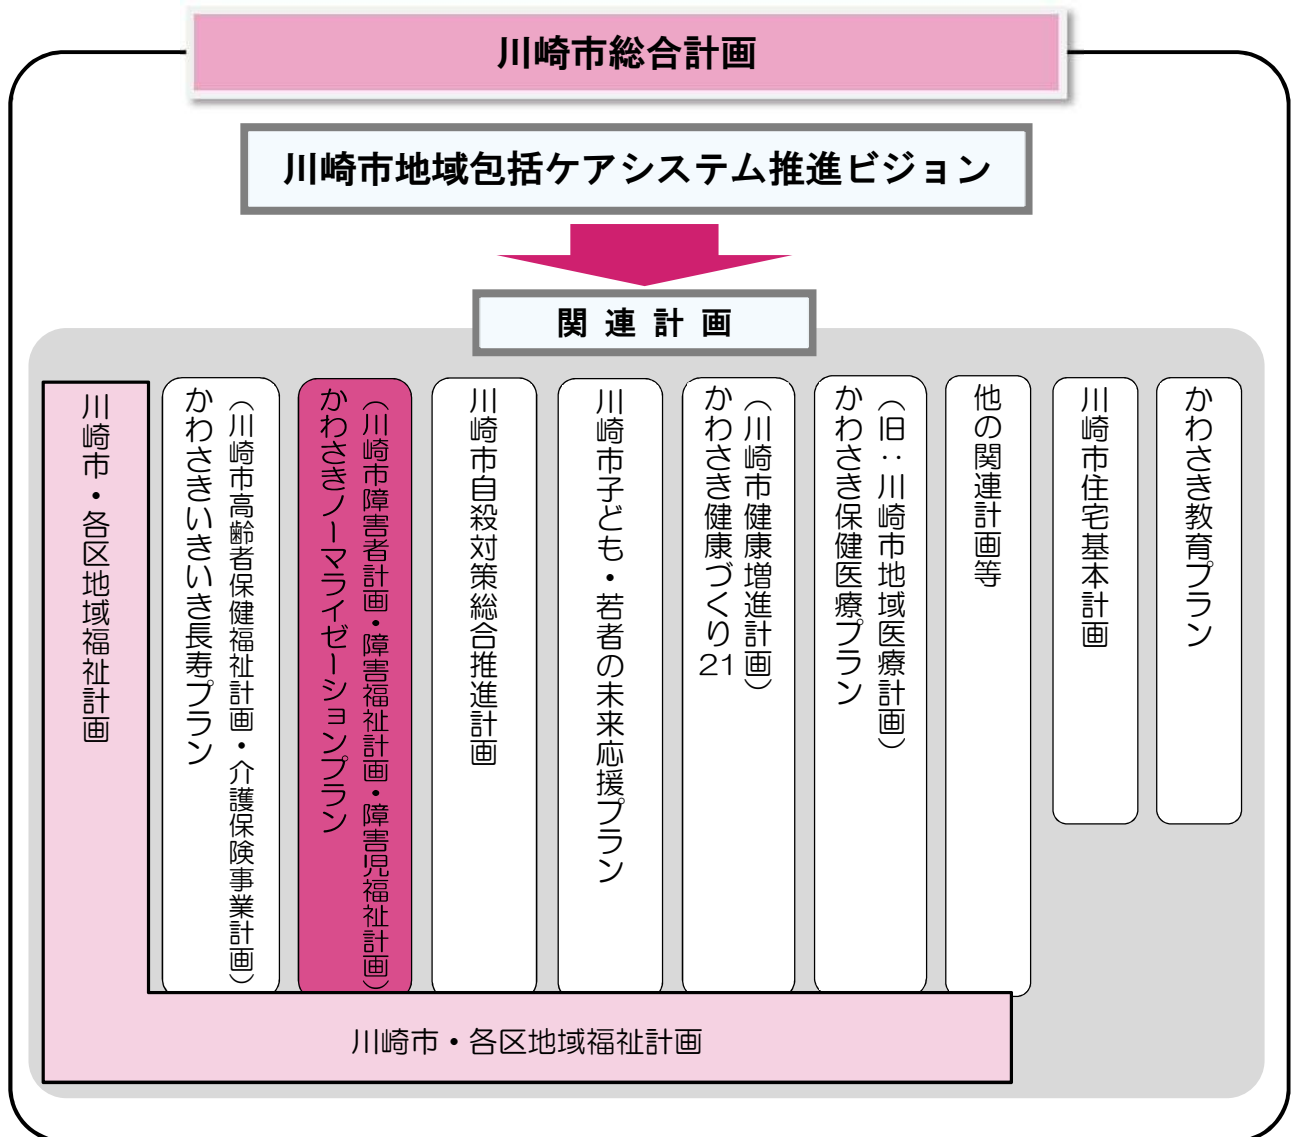 川崎市総合計画
川崎市地域包括ケアシステム推進ビジョン
関連計画
川崎市・各区地域福祉計画
かわさきいきいき長寿プラン
（川崎市高齢者保健福祉計画・介護保険事業計画）
かわさきノーマライゼーションプラン
（川崎市障害者計画・障害福祉計画・障害児福祉計画）
川崎市自殺対策総合推進計画
川崎市子ども・若者の未来応援プラン
かわさき健康づくり21
（川崎市健康増進計画）
かわさき保健医療プラン
（旧：川崎市地域医療計画）
他の関連計画等
川崎市住宅基本計画
かわさき教育プラン
川崎市・各区地域福祉計画